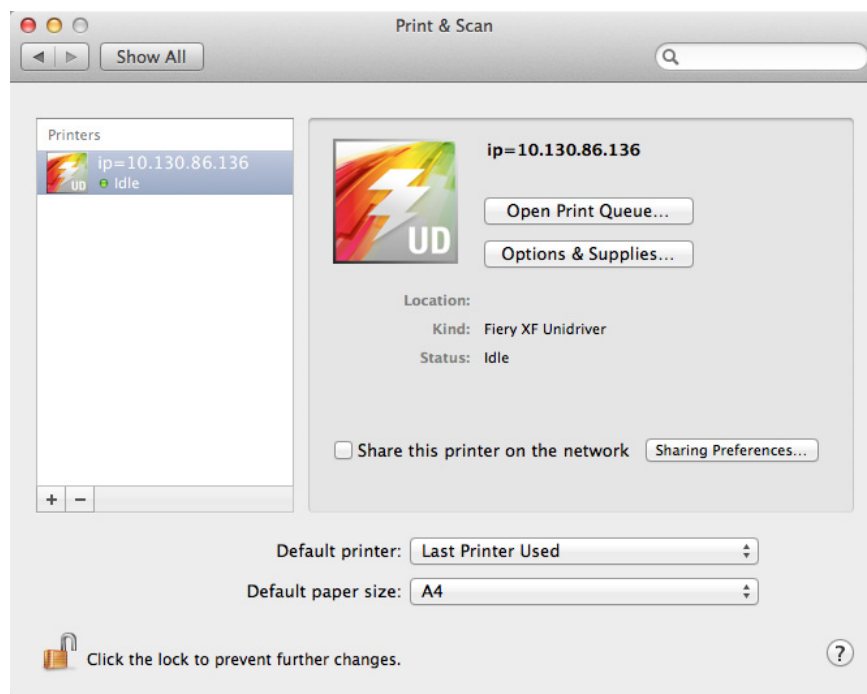 Print & Scan
Show All
Printers
ip=10.130.86.136
UD
Idle
UD
ip=10.130.86.136
Open Print Queue...
Options & Supplies...
Location:
Kind: Fiery XF Unidriver
Status: Idle
Share this printer on the network
Sharing Preferences...
+ −
Default printer: Last Printer Used
Default paper size: A4
Click the lock to prevent further changes.
?